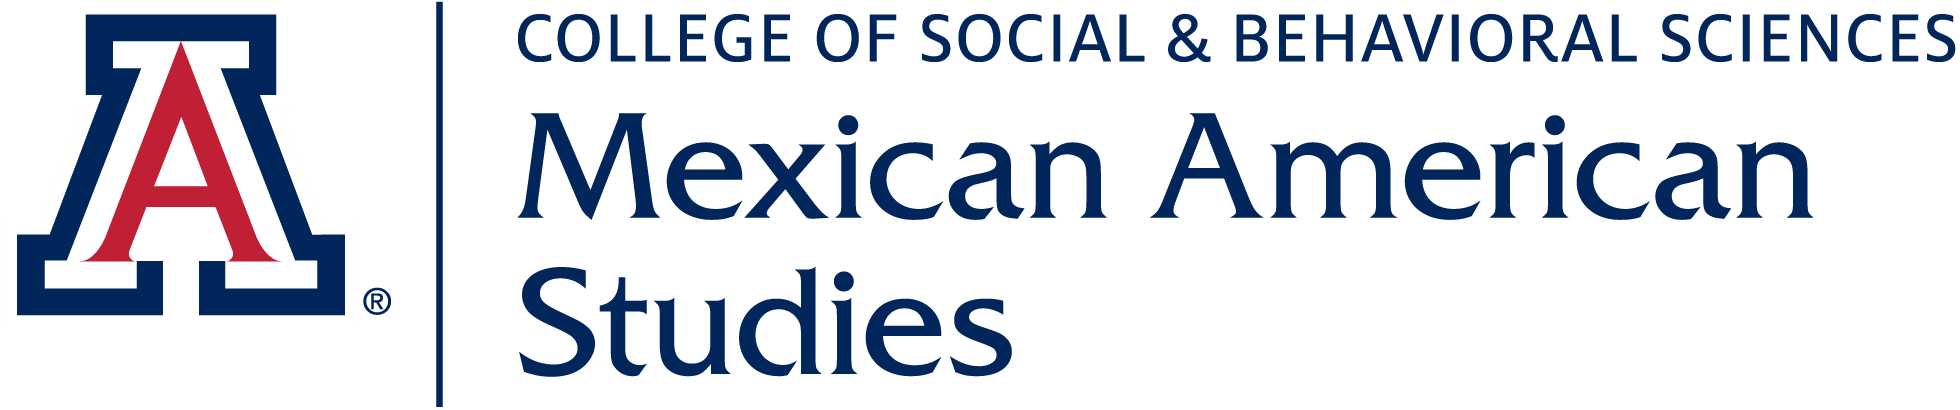 A®
COLLEGE OF SOCIAL & BEHAVIORAL SCIENCES
Mexican American
Studies